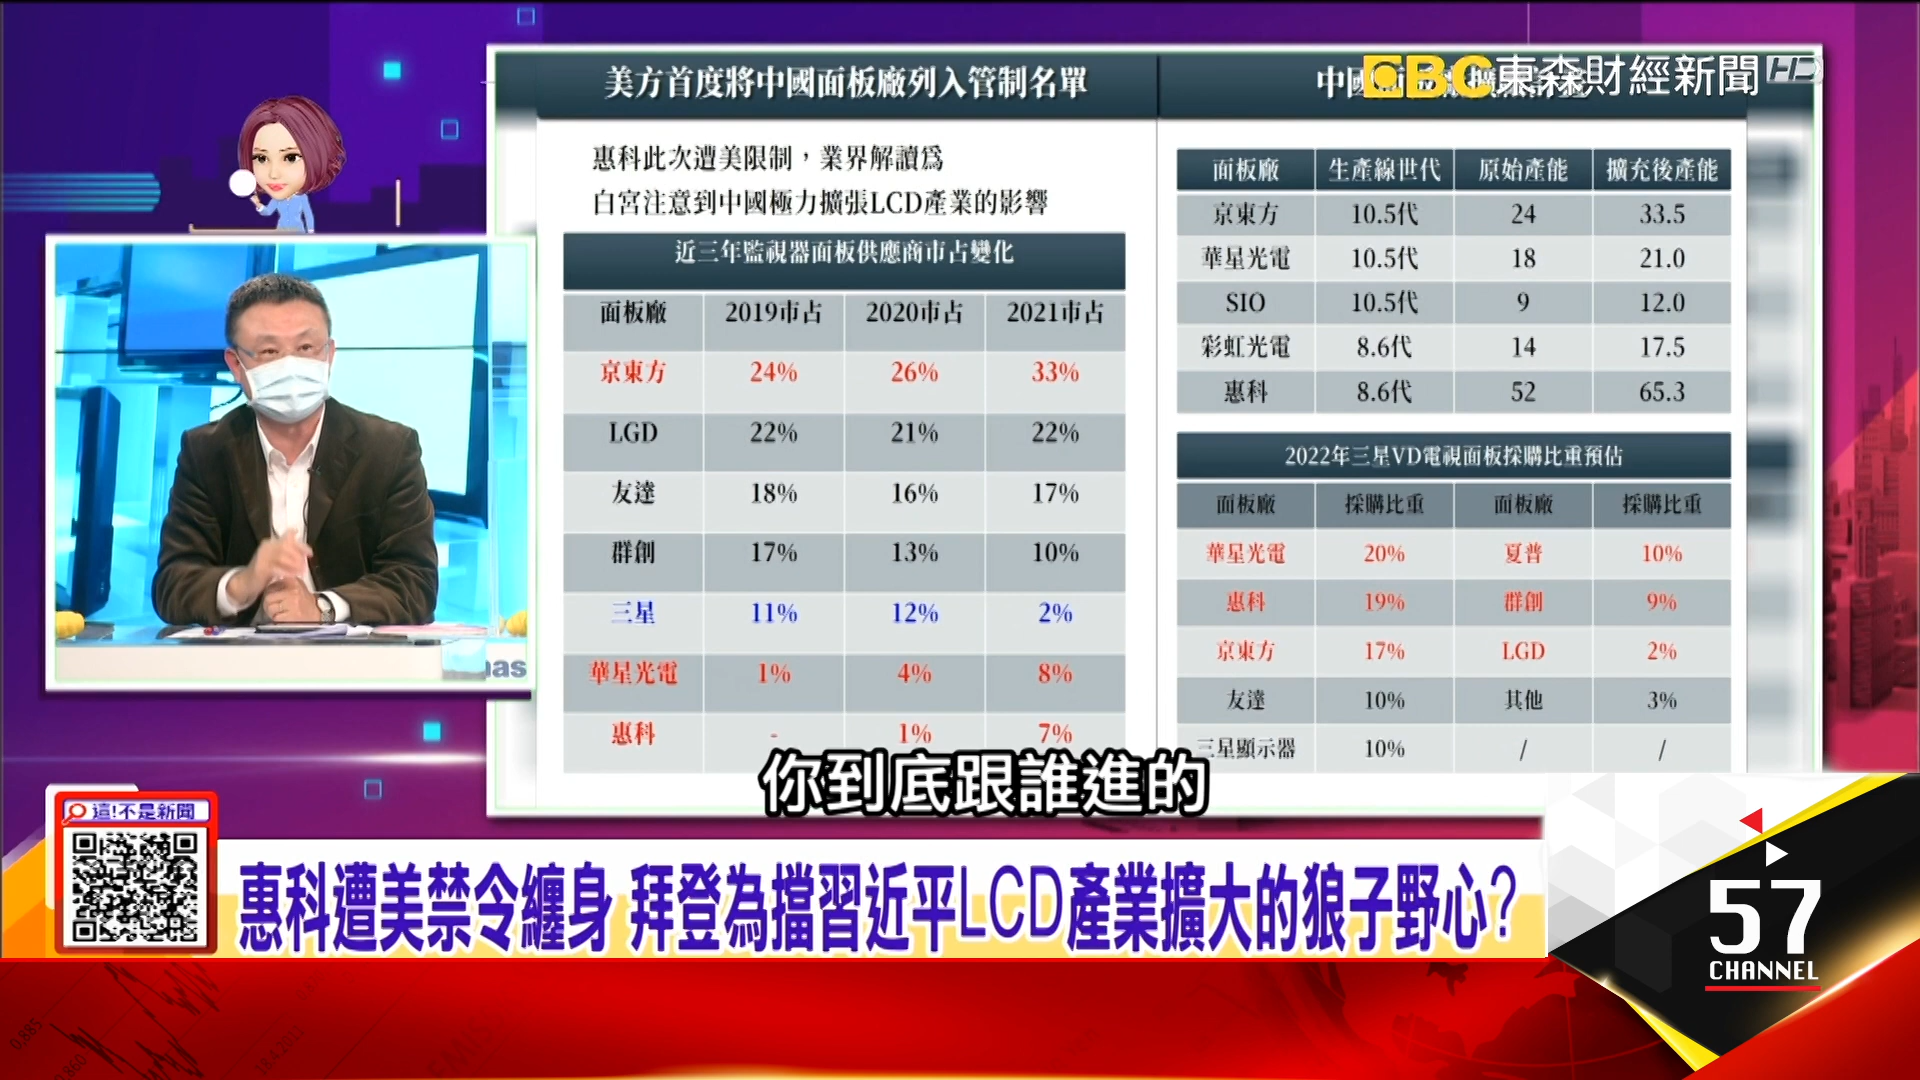 美方首度將中國面板廠列入管制名單
惠科此次遭美限制，業界解讀爲
白宮注意到中國極力擴張LCD產業的影響
近三年監視器面板供應商市占變化
面板廠 2019市占 2020市占 2021市占
京東方 24% 26% 33%
LGD 22% 21% 22%
友達 18% 16% 17%
群創 17% 13% 10%
三星 11% 12% 2%
華星光電 1% 4% 8%
惠科 - 1% 7%
中國
EBC東森財經新聞HD
面板廠 生產線世代 原始產能 擴充後產能
京東方 10.5代 24 33.5
華星光電 10.5代 18 21.0
SIO 10.5代 9 12.0
彩虹光電 8.6代 14 17.5
惠科 8.6代 52 65.3
2022年三星VD電視面板採購比重預估
面板廠 採購比重 面板廠 採購比重
華星光電 20% 夏普 10%
惠科 19% 群創 9%
京東方 17% LGD 2%
友達 10% 其他 3%
三星顯示器 10% / /
你到底跟誰進的
這!不是新聞
惠科遭美禁令纏身 拜登為擋習近平LCD產業擴大的狼子野心?
57
CHANNEL